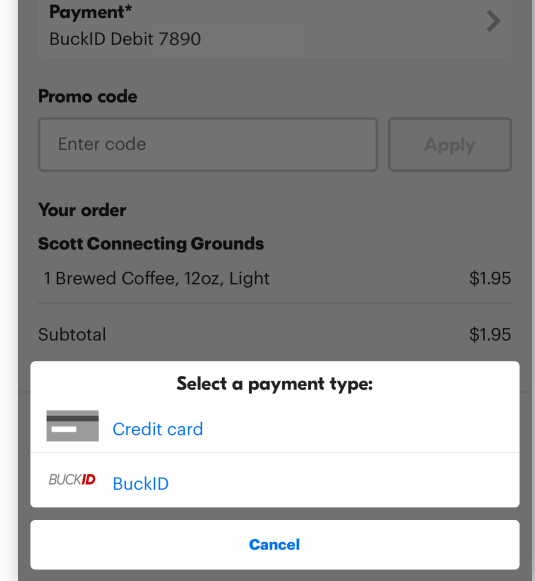 Payment*
BuckID Debit 7890
Promo code
Enter code
Apply
Your order
Scott Connecting Grounds
1 Brewed Coffee, 12oz, Light $1.95
Subtotal $1.95
Select a payment type:
Credit card
BUCKID BuckID
Cancel